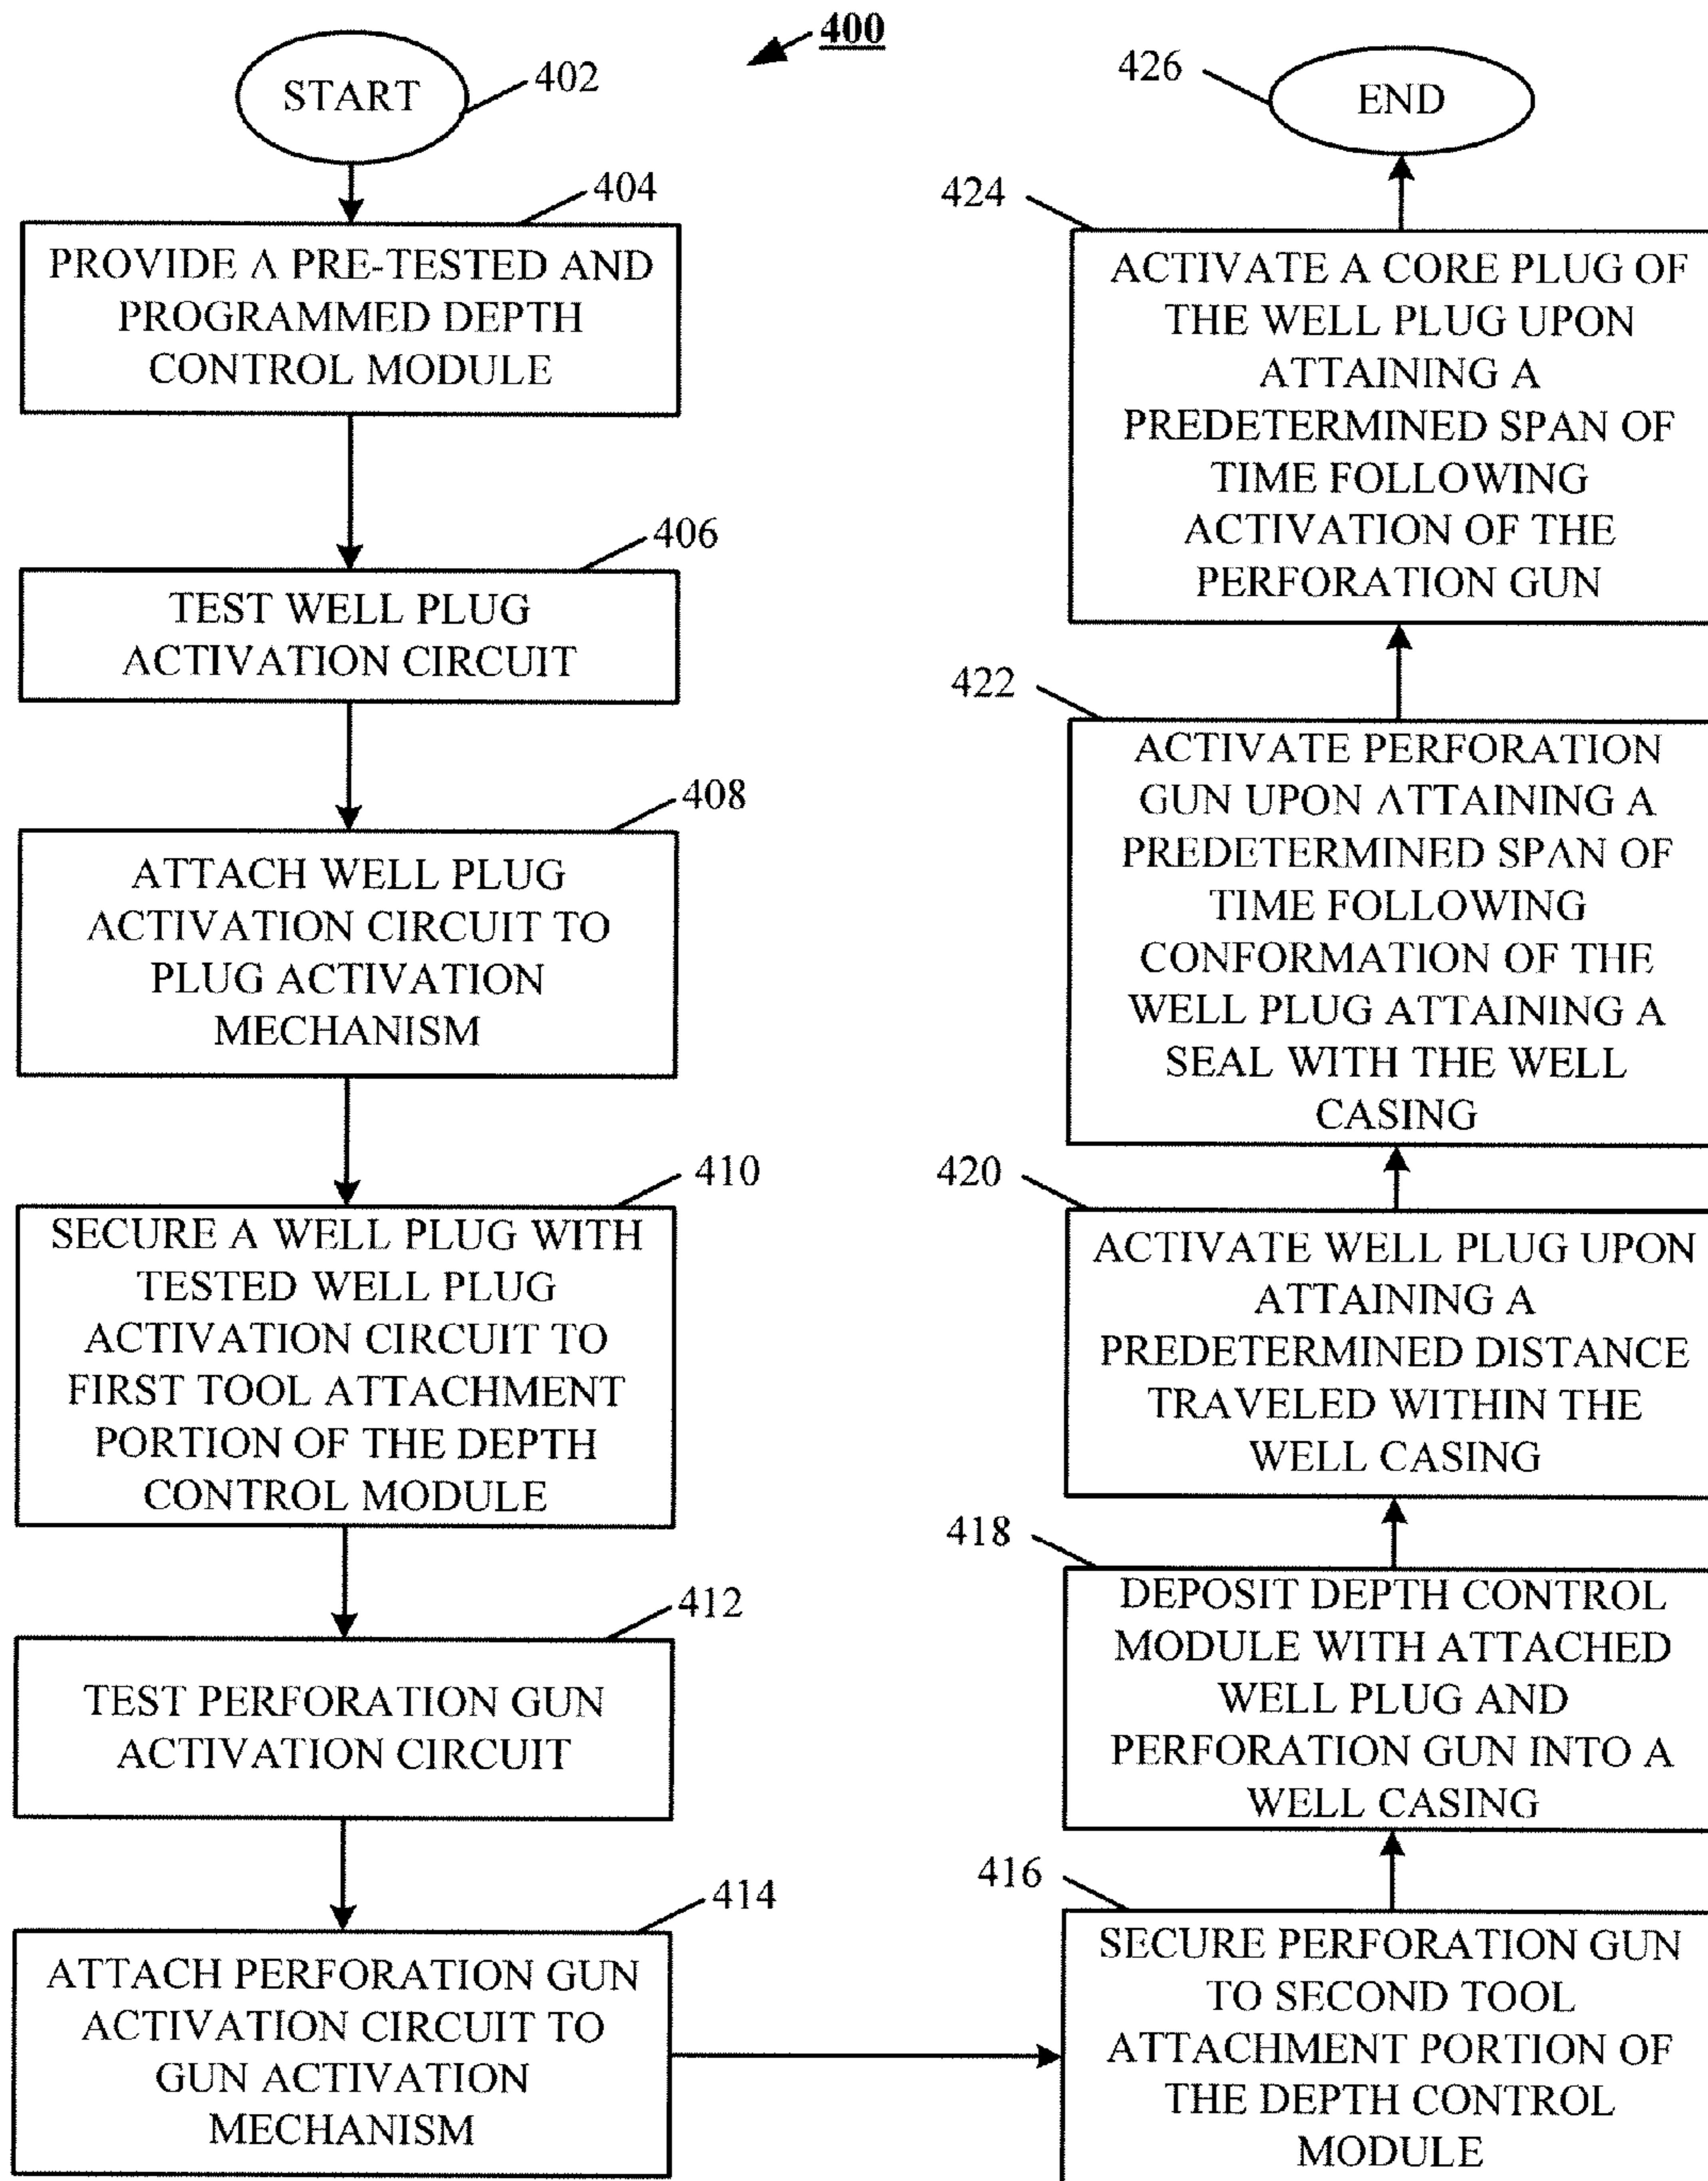 400
START
402
404
PROVIDE A PRE-TESTED AND
PROGRAMMED DEPTH
CONTROL MODULE
406
TEST WELL PLUG
ACTIVATION CIRCUIT
408
ATTACH WELL PLUG
ACTIVATION CIRCUIT TO
PLUG ACTIVATION
MECHANISM
410
SECURE A WELL PLUG WITH
TESTED WELL PLUG
ACTIVATION CIRCUIT TO
FIRST TOOL ATTACHMENT
PORTION OF THE DEPTH
CONTROL MODULE
412
TEST PERFORATION GUN
ACTIVATION CIRCUIT
414
ATTACH PERFORATION GUN
ACTIVATION CIRCUIT TO
GUN ACTIVATION
MECHANISM
416
SECURE PERFORATION GUN
TO SECOND TOOL
ATTACHMENT PORTION OF
THE DEPTH CONTROL
MODULE
418
DEPOSIT DEPTH CONTROL
MODULE WITH ATTACHED
WELL PLUG AND
PERFORATION GUN INTO A
WELL CASING
420
ACTIVATE WELL PLUG UPON
ATTAINING A
PREDETERMINED DISTANCE
TRAVELED WITHIN THE
WELL CASING
422
ACTIVATE PERFORATION
GUN UPON ATTAINING A
PREDETERMINED SPAN OF
TIME FOLLOWING
CONFORMATION OF THE
WELL PLUG ATTAINING A
SEAL WITH THE WELL
CASING
424
ACTIVATE A CORE PLUG OF
THE WELL PLUG UPON
ATTAINING A
PREDETERMINED SPAN OF
TIME FOLLOWING
ACTIVATION OF THE
PERFORATION GUN
426
END